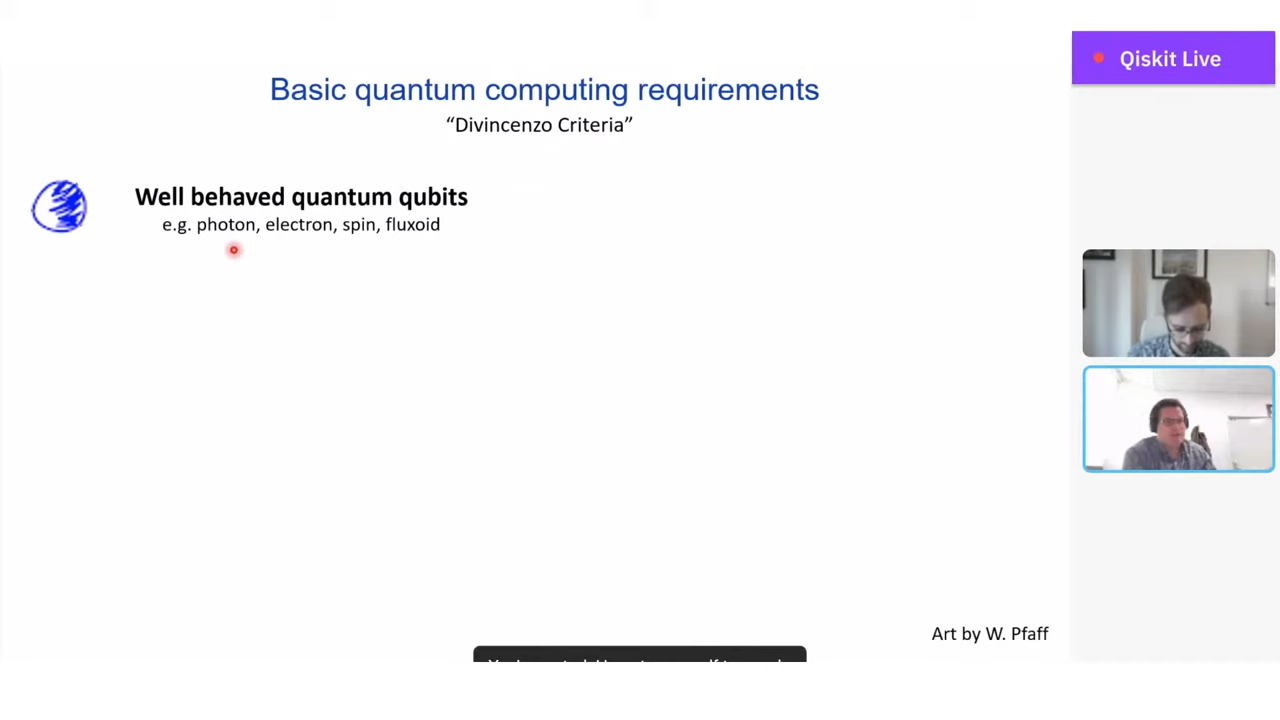 Qiskit Live
Basic quantum computing requirements
“Divincenzo Criteria”
Well behaved quantum qubits
e.g. photon, electron, spin, fluxoid
Art by W. Pfaff